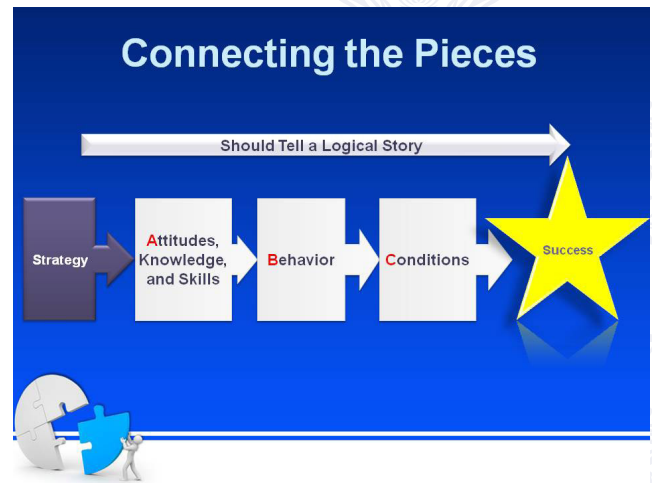 Connecting the Pieces
Should Tell a Logical Story
Strategy
Attitudes,
Knowledge,
and Skills
Behavior
Conditions
Success